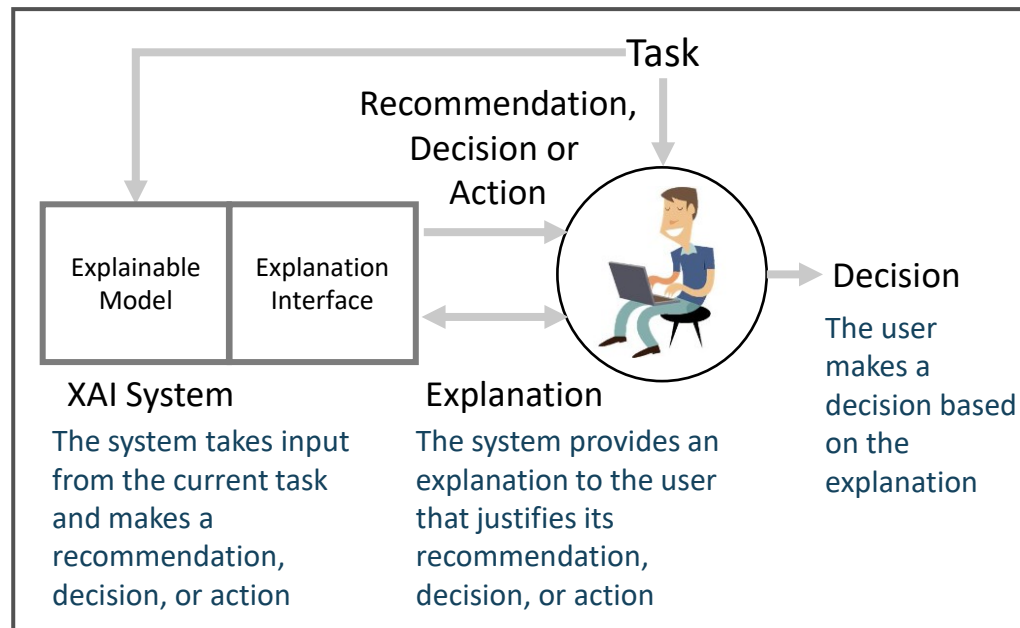 Task
Recommendation,
Decision or
Action
Explainable
Model
Explanation
Interface
Decision
The user
makes a
decision based
on the
explanation
XAI System
The system takes input
from the current task
and makes a
recommendation,
decision, or action
Explanation
The system provides an
explanation to the user
that justifies its
recommendation,
decision, or action